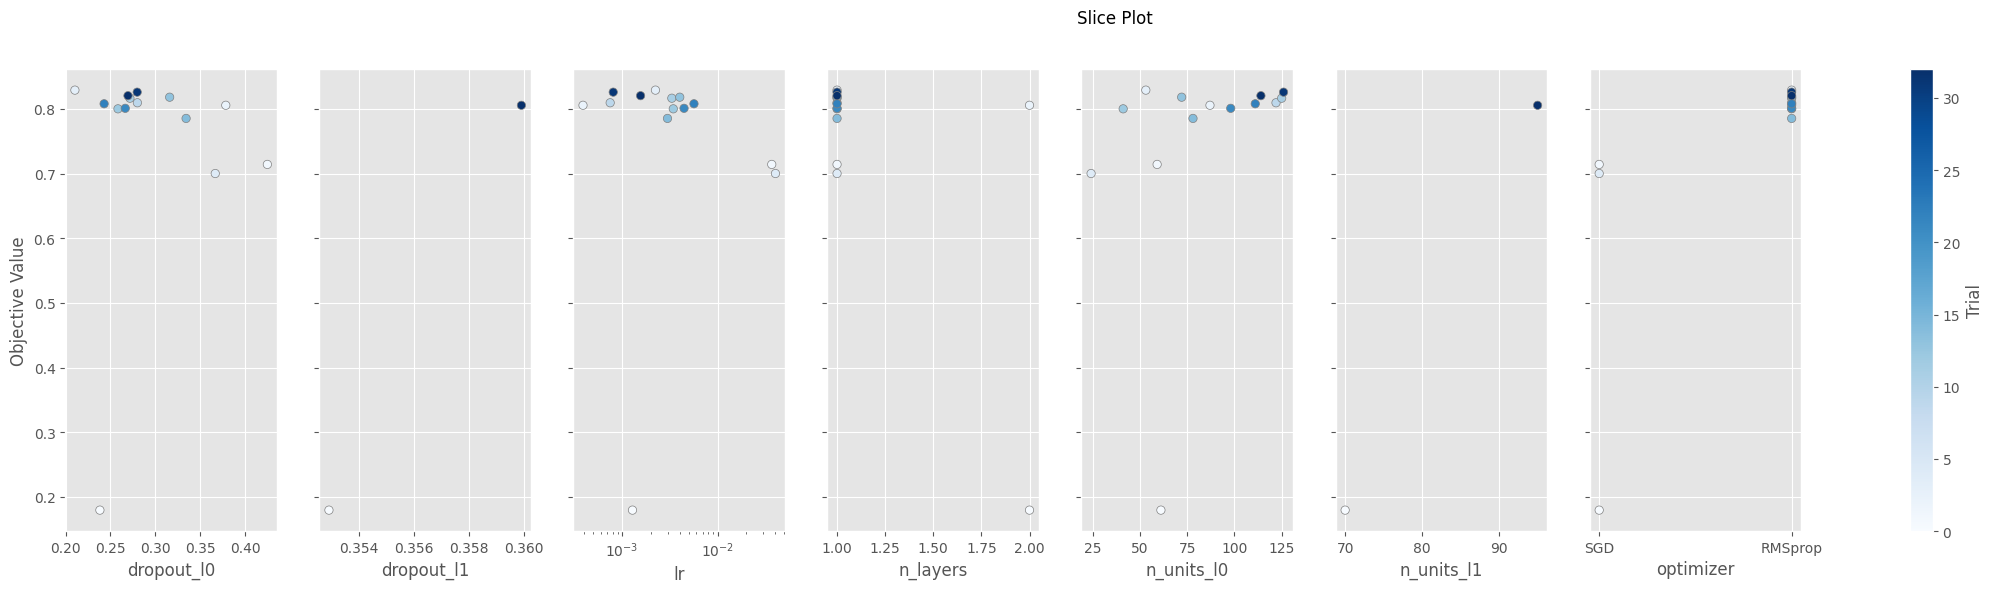 Slice Plot
Objective Value
0.8
0.7
0.6
0.5
0.4
0.3
0.2
0.20 0.25 0.30 0.35 0.40
dropout_l0
0.354 0.356 0.358 0.360
dropout_l1
10⁻³ 10⁻²
lr
1.00 1.25 1.50 1.75 2.00
n_layers
25 50 75 100 125
n_units_l0
70 80 90
n_units_l1
SGD RMSprop
optimizer
30
25
20
15
10
5
0
Trial